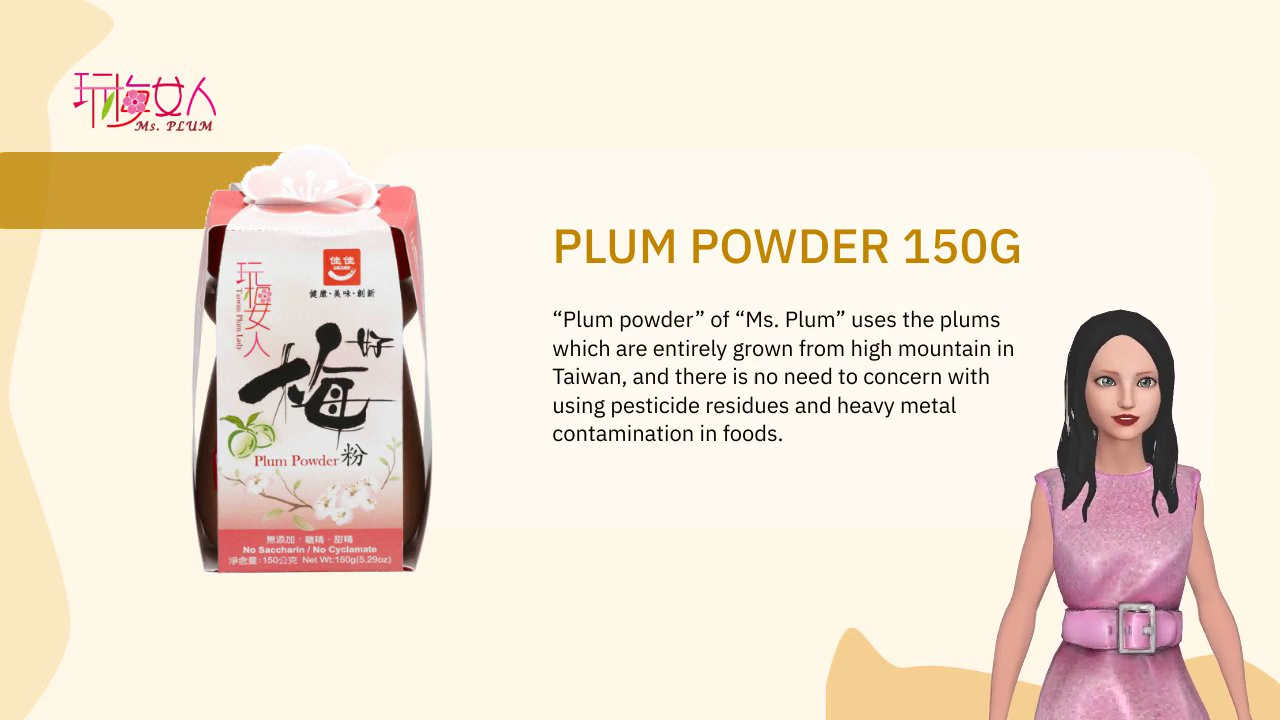 玩梅女人
Ms. PLUM
PLUM POWDER 150G
“Plum powder” of “Ms. Plum” uses the plums
which are entirely grown from high mountain in
Taiwan, and there is no need to concern with
using pesticide residues and heavy metal
contamination in foods.
佳佳
GROUND
健康·美味·創新
玩梅女人
Taiwan Plum Lady
好
梅
Plum Powder 粉
無添加：糖精、甜精
No Saccharin / No Cyclamate
淨含量：150公克 Net Wt:150g(5.29oz)